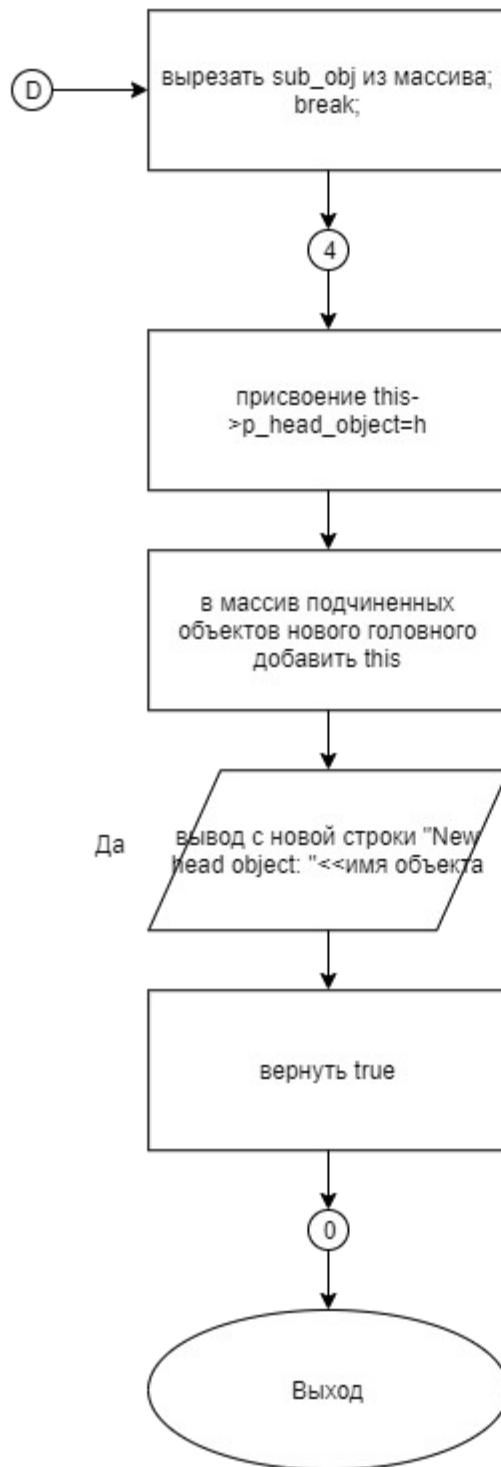 D
вырезать sub_obj из массива;
break;
4
присвоение this-
>p_head_object=h
в массив подчиненных
объектов нового головного
добавить this
Да
вывод с новой строки "New
head object: "<<имя объекта
вернуть true
0
Выход